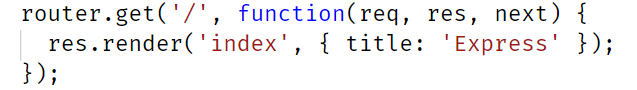 router.get('/', function(req, res, next) {
  res.render('index', { title: 'Express' });
});